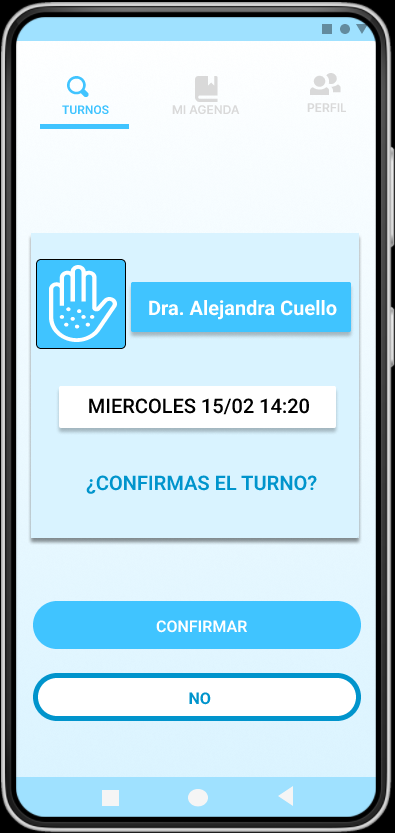 TURNOS
MI AGENDA
PERFIL
Dra. Alejandra Cuello
MIERCOLES 15/02 14:20
¿CONFIRMAS EL TURNO?
CONFIRMAR
NO